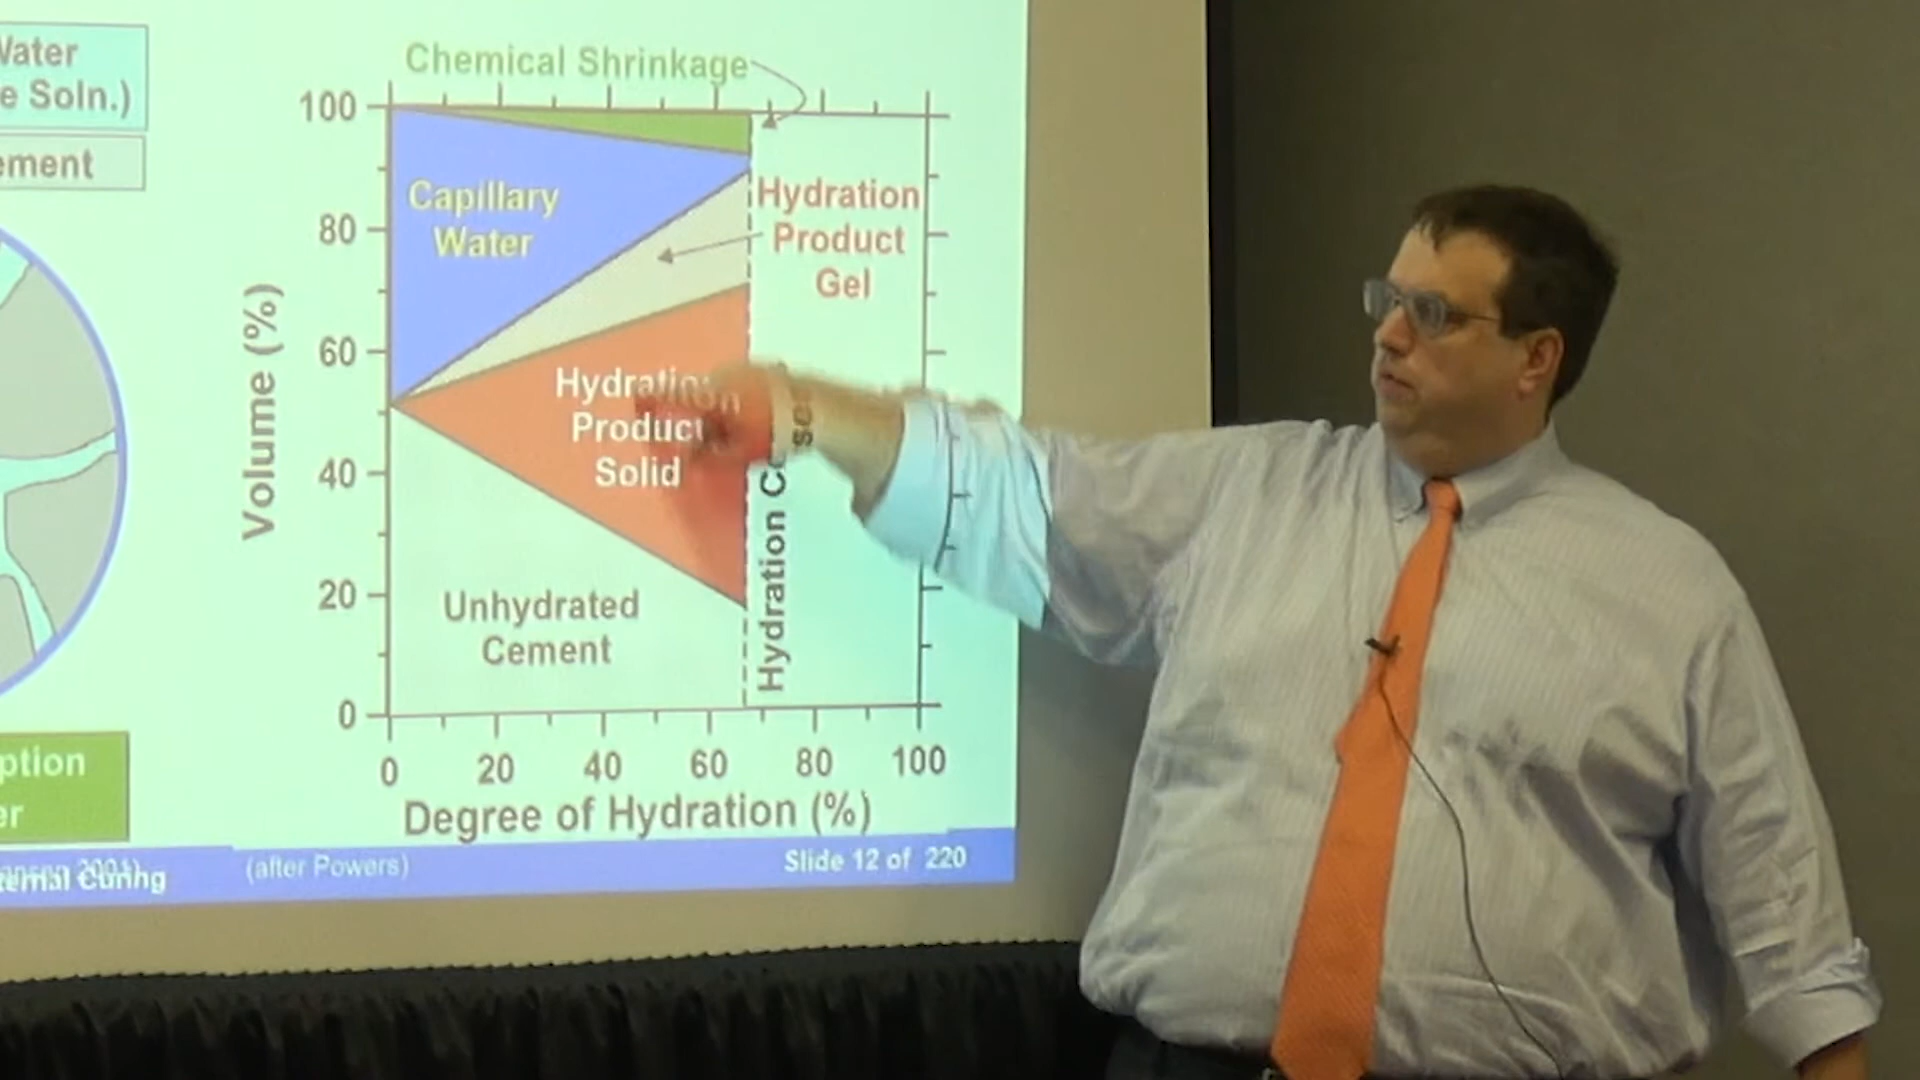 Water
e Soln.)
ement
ption
er
Chemical Shrinkage
100
80
60
40
20
0
Volume (%)
Capillary
Water
Hydration
Product
Gel
Hydration
Product
Solid
Unhydrated
Cement
Hydration
0 20 40 60 80 100
Degree of Hydration (%)
(after Powers)
Slide 12 of 220